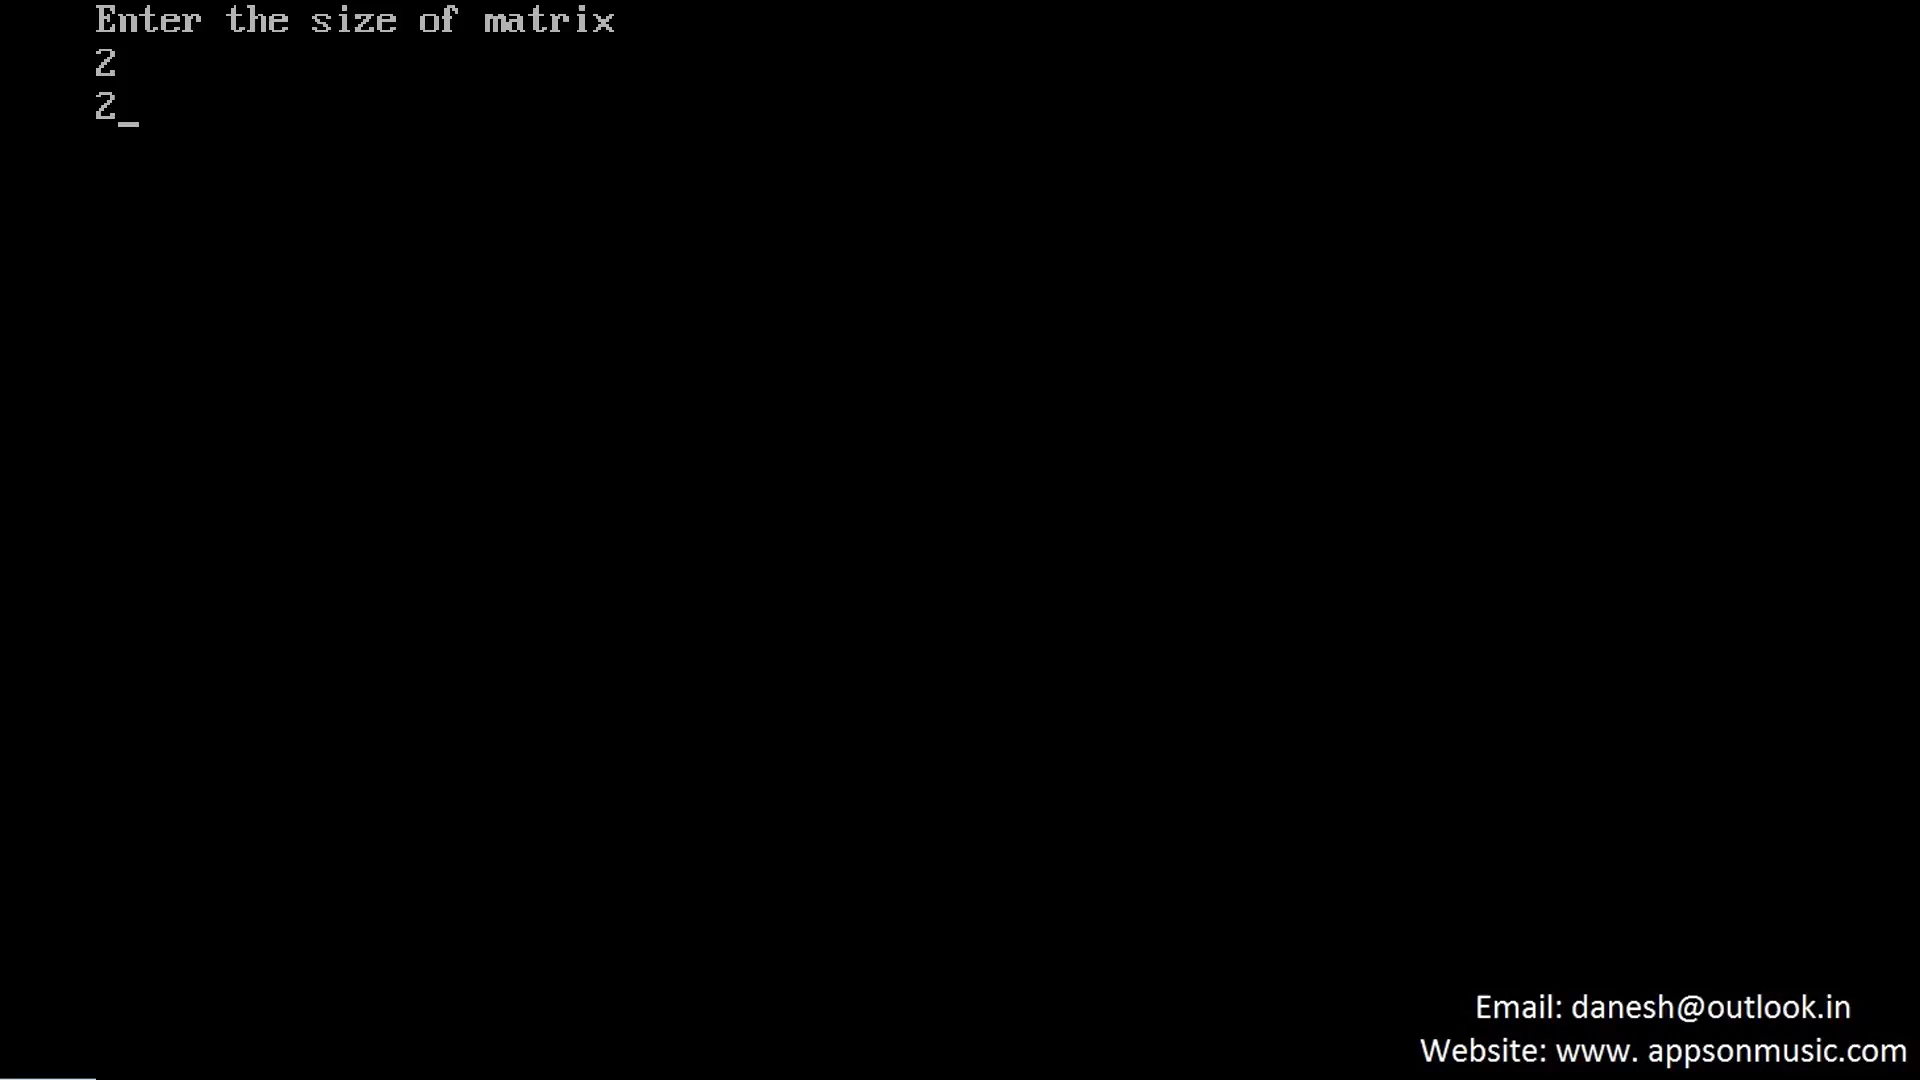 Enter the size of matrix
2
2_
Email: danesh@outlook.in
Website: www. appsonmusic.com